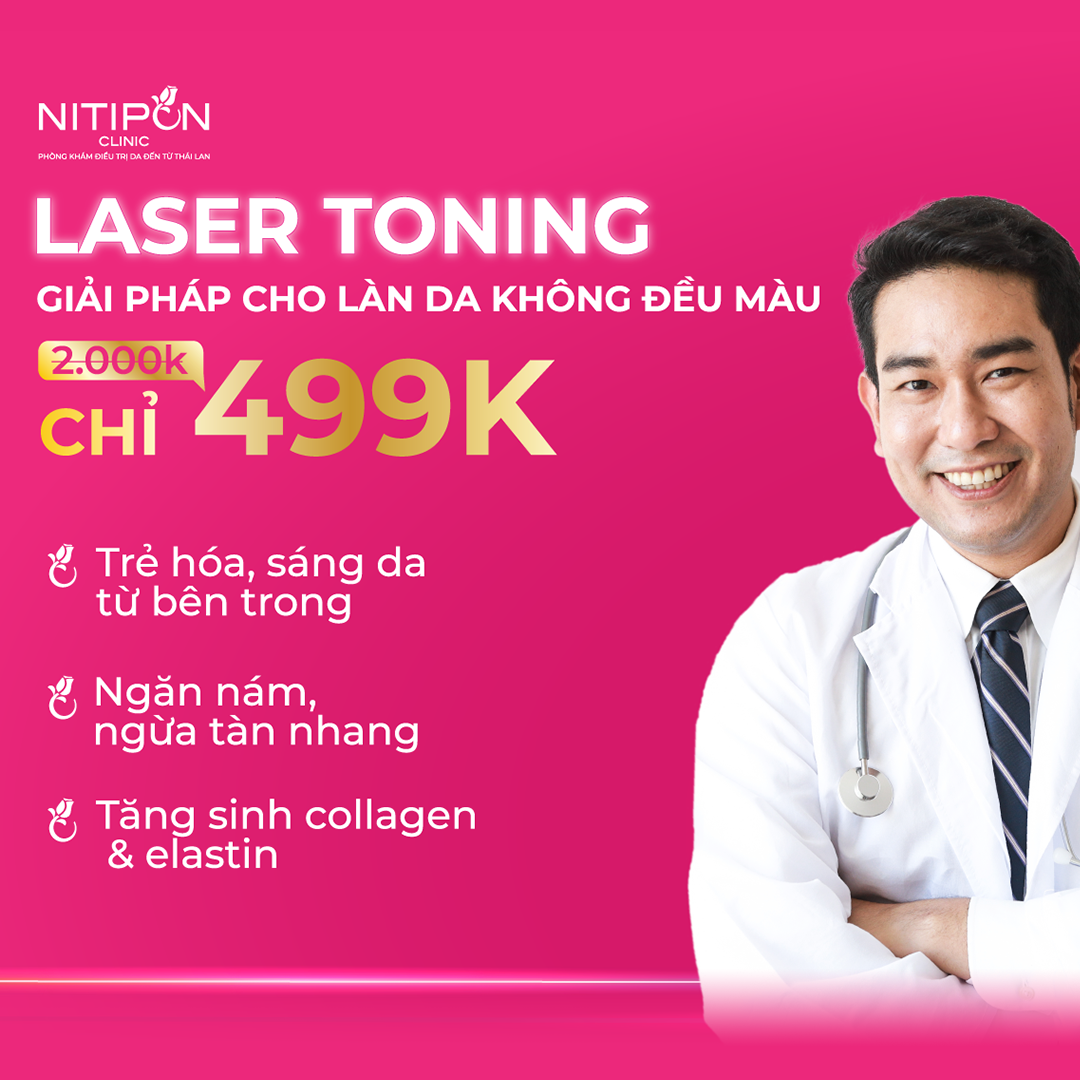 NITIPON
CLINIC
PHÒNG KHÁM ĐIỀU TRỊ DA ĐẾN TỪ THÁI LAN
LASER TONING
GIẢI PHÁP CHO LÀN DA KHÔNG ĐỀU MÀU
2.000k
CHỈ 499K
Trẻ hóa, sáng da
từ bên trong
Ngăn nám,
ngừa tàn nhang
Tăng sinh collagen
& elastin